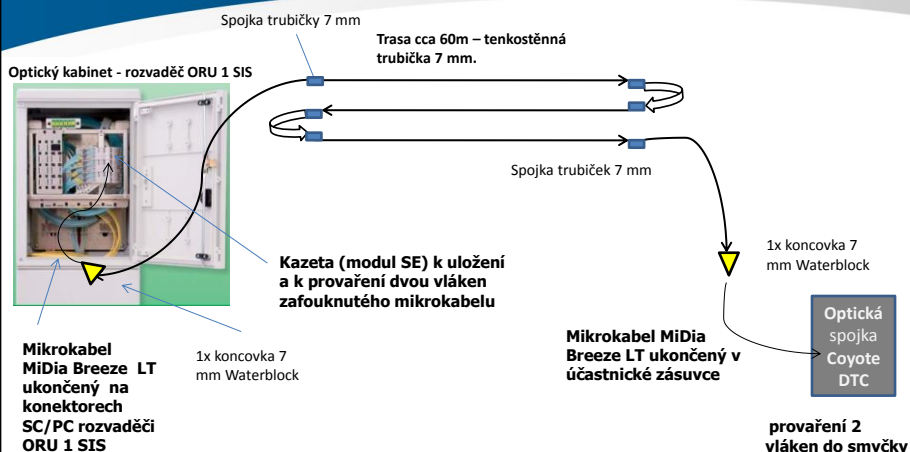 Spojka trubičky 7 mm
Trasa cca 60m – tenkostěnná
trubička 7 mm.
Optický kabinet - rozvaděč ORU 1 SIS
Spojka trubiček 7 mm
Kazeta (modul SE) k uložení
a k provaření dvou vláken
zafouknutého mikrokabelu
1x koncovka 7
mm Waterblock
Mikrokabel MiDia
Breeze LT ukončený v
účastnické zásuvce
Optická
spojka
Coyote
DTC
Mikrokabel
MiDia Breeze LT
ukončený na
konektorech
SC/PC rozvaděči
ORU 1 SIS
1x koncovka 7
mm Waterblock
provaření 2
vláken do smyčky